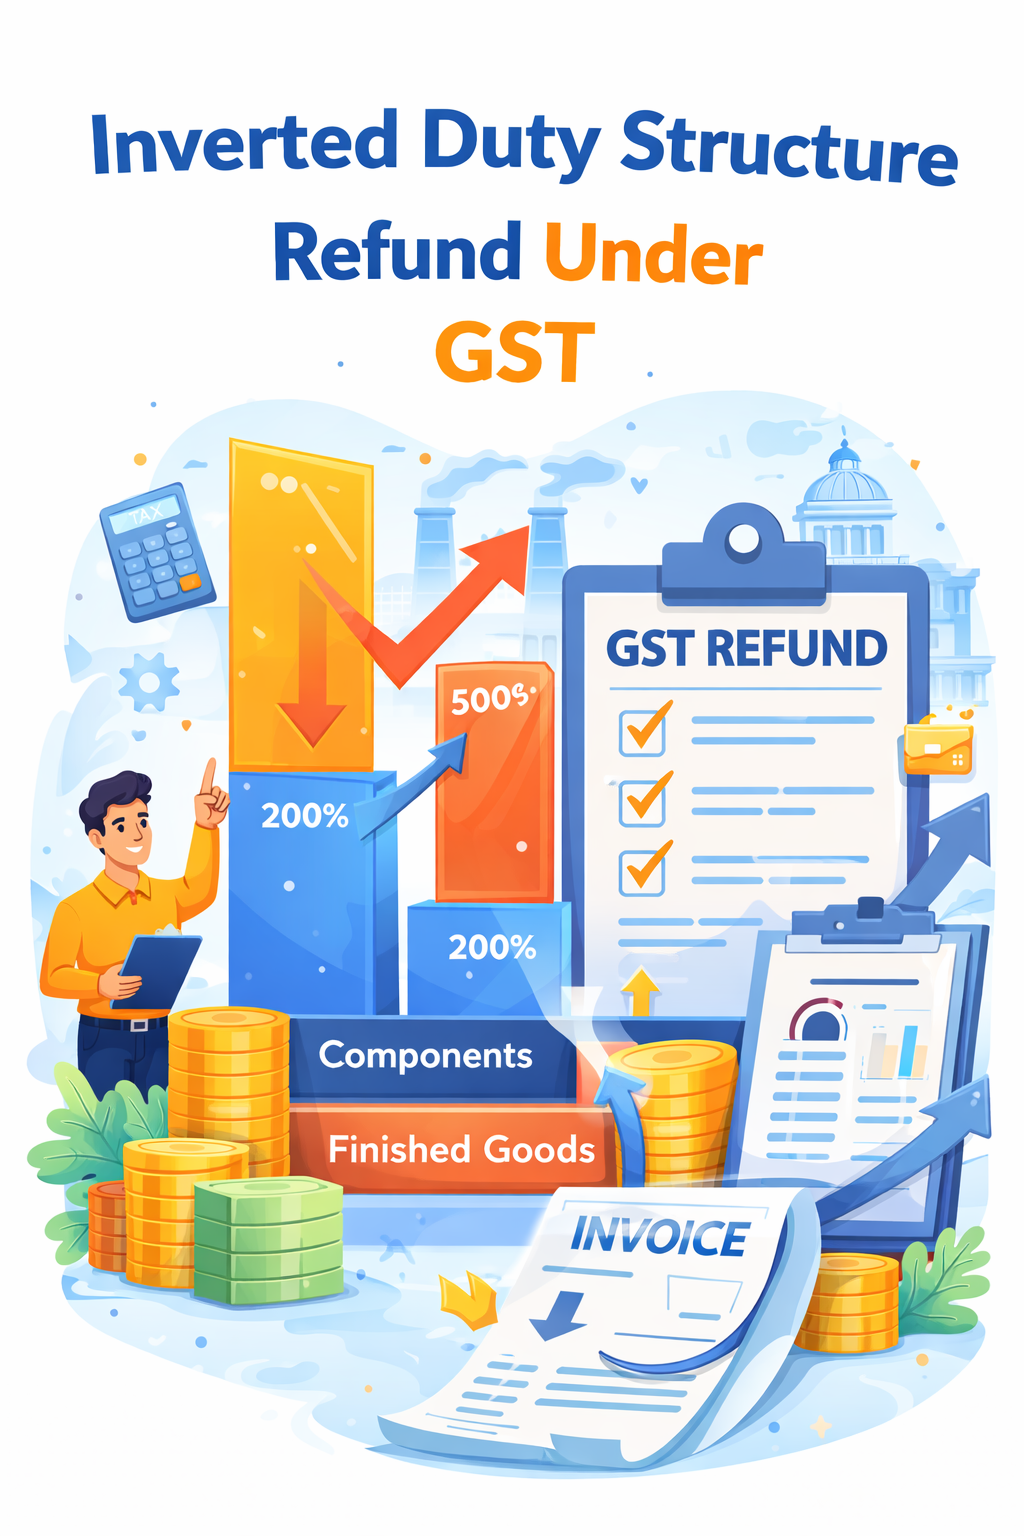 Inverted Duty Structure
Refund Under
GST
TAX
GST REFUND
200%
200%
Components
Finished Goods
INVOICE